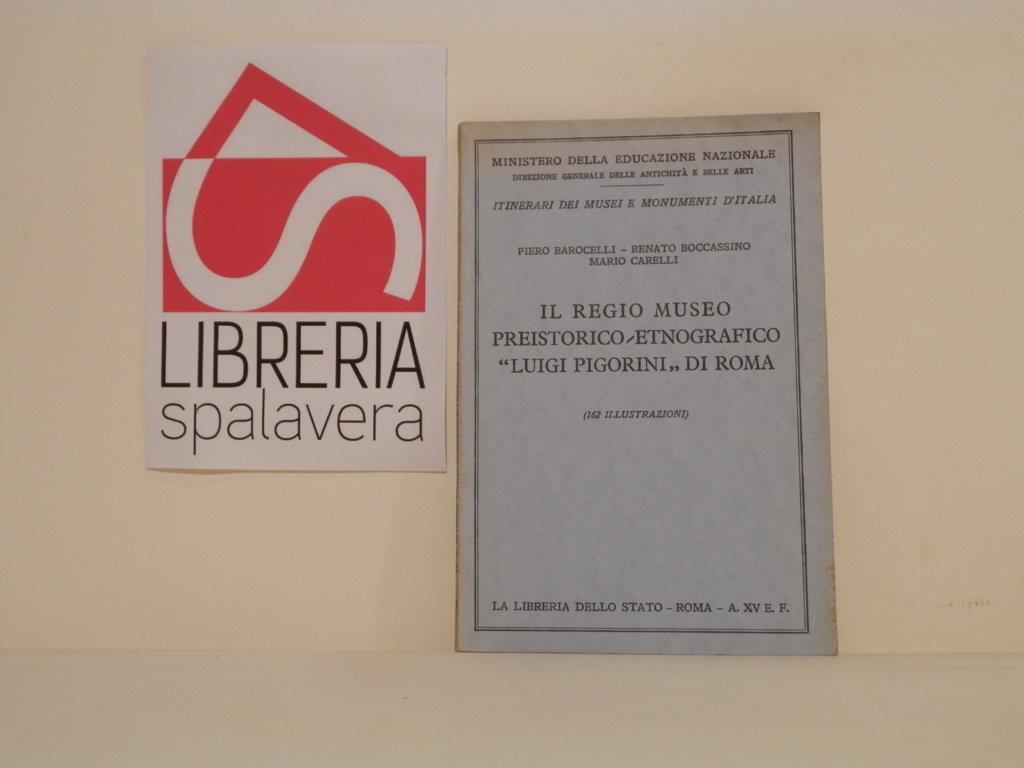 LIBRERIA
spalavera
MINISTERO DELLA EDUCAZIONE NAZIONALE
DIREZIONE GENERALE DELLE ANTICHITÀ E BELLE ARTI
ITINERARI DEI MUSEI E MONUMENTI D'ITALIA
PIERO BAROCELLI – RENATO BOCCASSINO
MARIO CARELLI
IL REGIO MUSEO
PREISTORICO-ETNOGRAFICO
“LUIGI PIGORINI„ DI ROMA
(162 ILLUSTRAZIONI)
LA LIBRERIA DELLO STATO – ROMA – A. XV E. F.